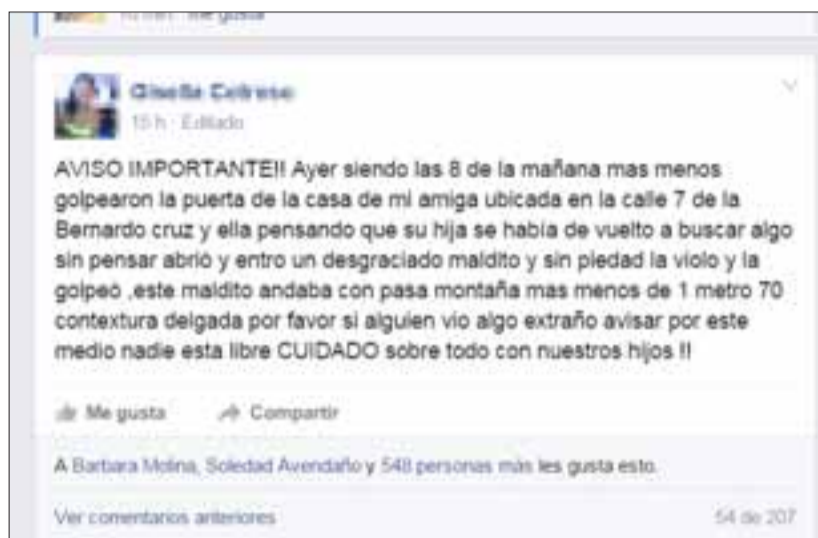 Me gusta
15 h · Editado
AVISO IMPORTANTE!! Ayer siendo las 8 de la mañana mas menos
golpearon la puerta de la casa de mi amiga ubicada en la calle 7 de la
Bernardo cruz y ella pensando que su hija se había de vuelto a buscar algo
sin pensar abrió y entro un desgraciado maldito y sin piedad la violo y la
golpeò ,este maldito andaba con pasa montaña mas menos de 1 metro 70
contextura delgada por favor si alguien vio algo extraño avisar por este
medio nadie esta libre CUIDADO sobre todo con nuestros hijos !!
Me gusta Compartir
A Barbara Molina, Soledad Avendaño y 548 personas más les gusta esto.
Ver comentarios anteriores 54 de 207